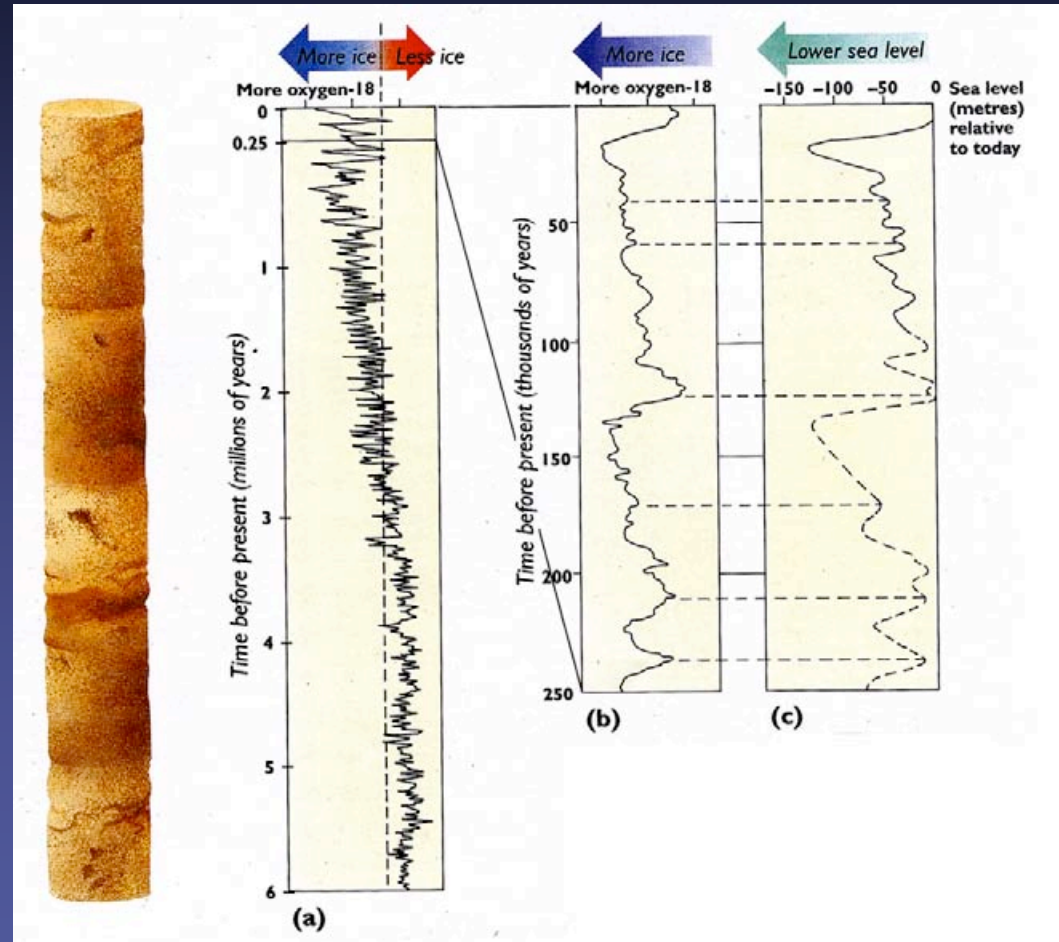 More ice
Less ice
More oxygen-18
0
0.25
1
2
3
4
5
6
Time before present (millions of years)
(a)
More ice
More oxygen-18
50
100
150
200
250
Time before present (thousands of years)
(b)
Lower sea level
−150 −100 −50 0
Sea level
(metres)
relative
to today
(c)